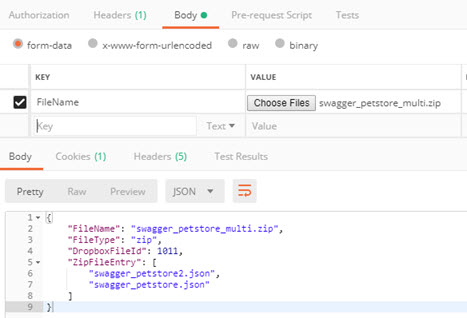 Authorization Headers (1) Body Pre-request Script Tests
form-data x-www-form-urlencoded raw binary
KEY VALUE
FileName Choose Files swagger_petstore_multi.zip
Key Text Value
Body Cookies (1) Headers (5) Test Results
Pretty Raw Preview JSON
1 {
2 "FileName": "swagger_petstore_multi.zip",
3 "FileType": "zip",
4 "DropboxFileId": 1011,
5 "ZipFileEntry": [
6 "swagger_petstore2.json",
7 "swagger_petstore.json"
8 ]
9 }